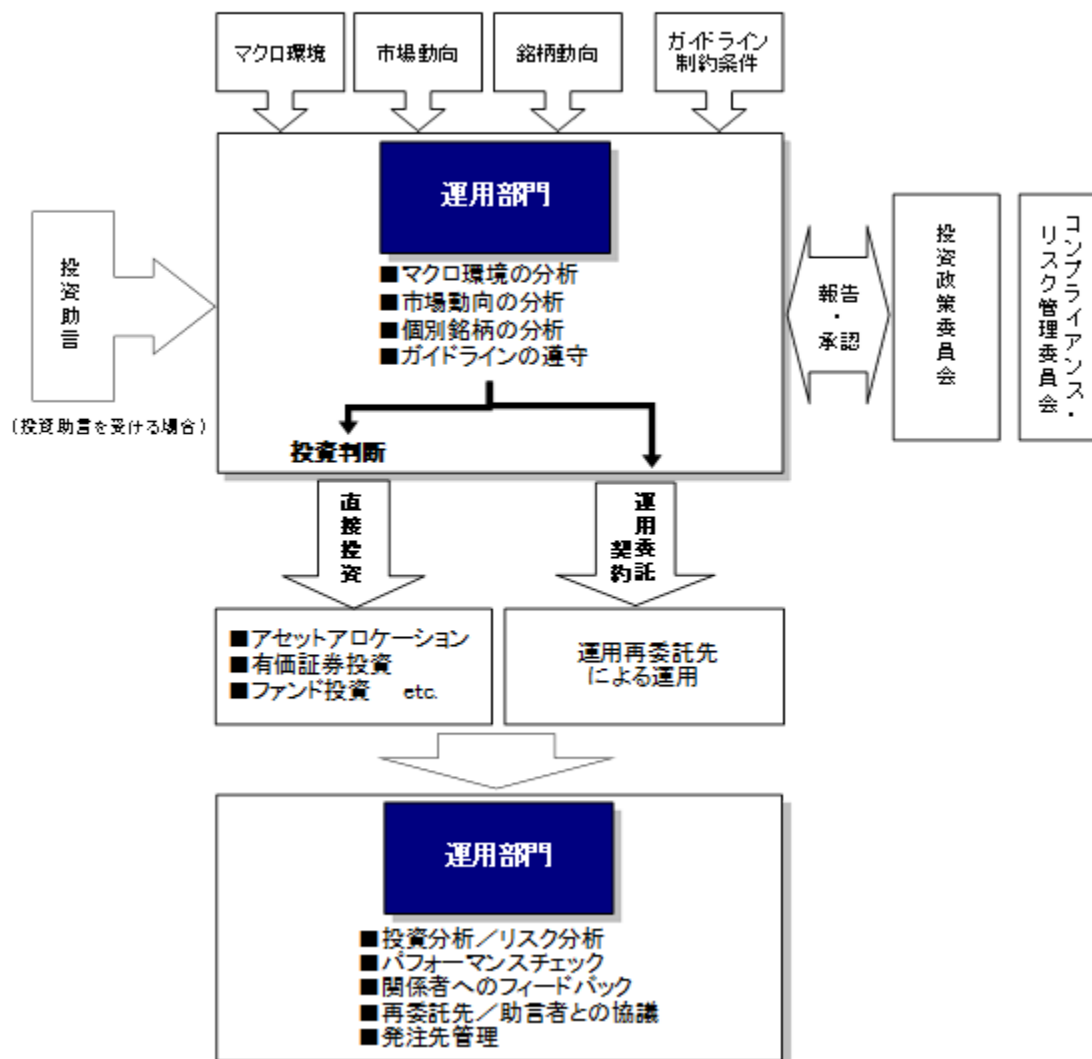 マクロ環境
市場動向
銘柄動向
ガイドライン
制約条件
運用部門
■マクロ環境の分析
■市場動向の分析
■個別銘柄の分析
■ガイドラインの遵守
投資助言
(投資助言を受ける場合)
報告
・
承認
投資政策委員会
コンプライアンス・
リスク管理委員会
投資判断
直接投資
運用委託
契約
■アセットアロケーション
■有価証券投資
■ファンド投資 etc.
運用再委託先
による運用
運用部門
■投資分析／リスク分析
■パフォーマンスチェック
■関係者へのフィードバック
■再委託先／助言者との協議
■発注先管理